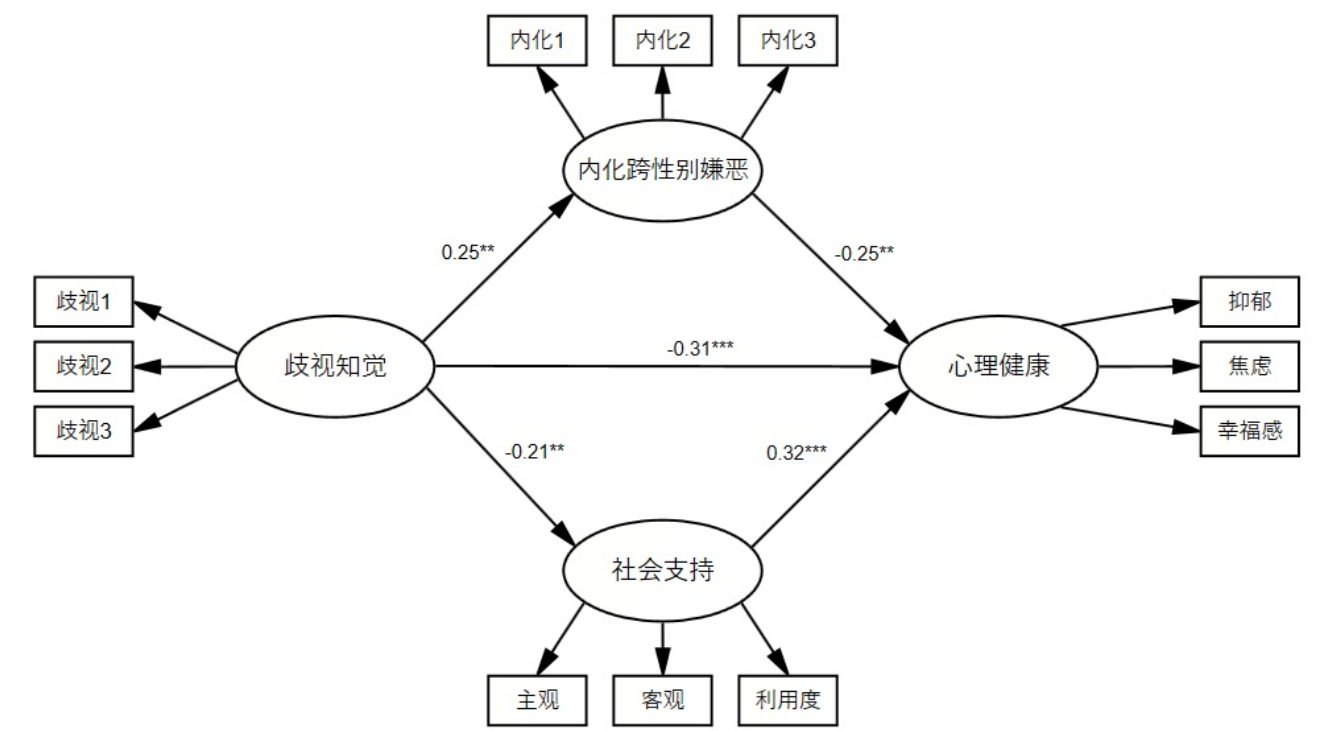 内化1
内化2
内化3
内化跨性别嫌恶
0.25**
-0.25**
歧视1
歧视2
歧视3
歧视知觉
-0.31***
心理健康
抑郁
焦虑
幸福感
-0.21**
0.32***
社会支持
主观
客观
利用度